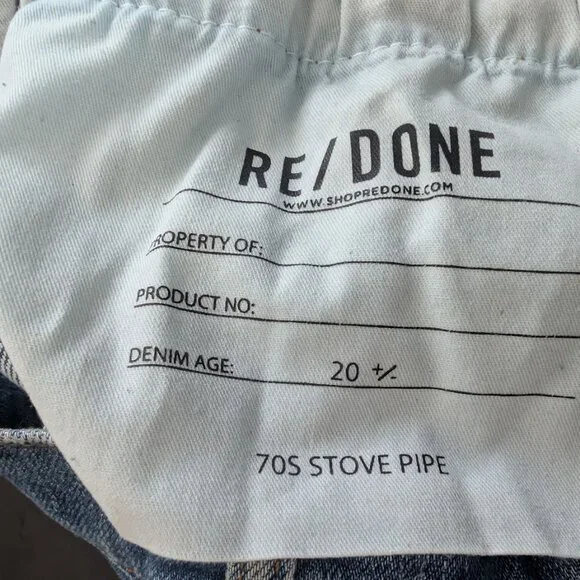 RE/DONE
WWW.SHOPREDONE.COM
PROPERTY OF:
PRODUCT NO:
DENIM AGE: 20 +/-
70S STOVE PIPE